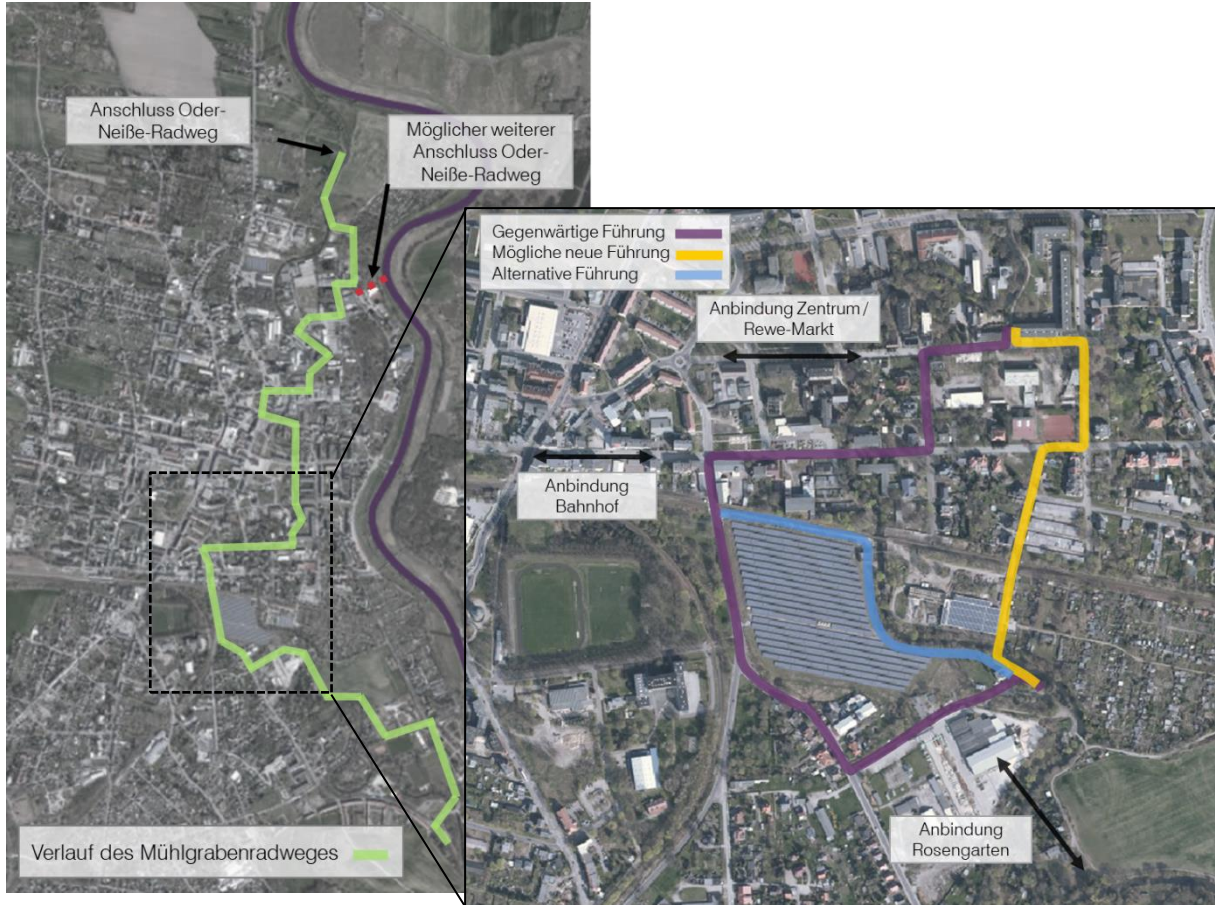 Anschluss Oder-
Neiße-Radweg
Möglicher weiterer
Anschluss Oder-
Neiße-Radweg
Gegenwärtige Führung
Mögliche neue Führung
Alternative Führung
Anbindung Zentrum /
Rewe-Markt
Anbindung
Bahnhof
Anbindung
Rosengarten
Verlauf des Mühlgrabenradweges